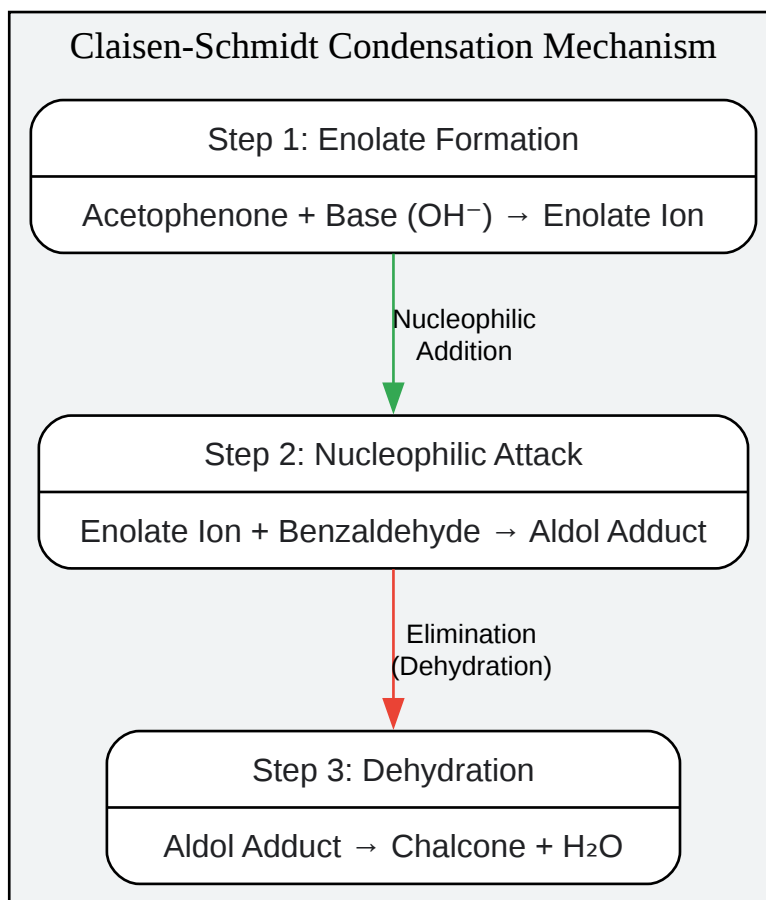 Claisen-Schmidt Condensation Mechanism
Step 1: Enolate Formation
Acetophenone + Base (OH⁻) → Enolate Ion
Nucleophilic
Addition
Step 2: Nucleophilic Attack
Enolate Ion + Benzaldehyde → Aldol Adduct
Elimination
(Dehydration)
Step 3: Dehydration
Aldol Adduct → Chalcone + H₂O